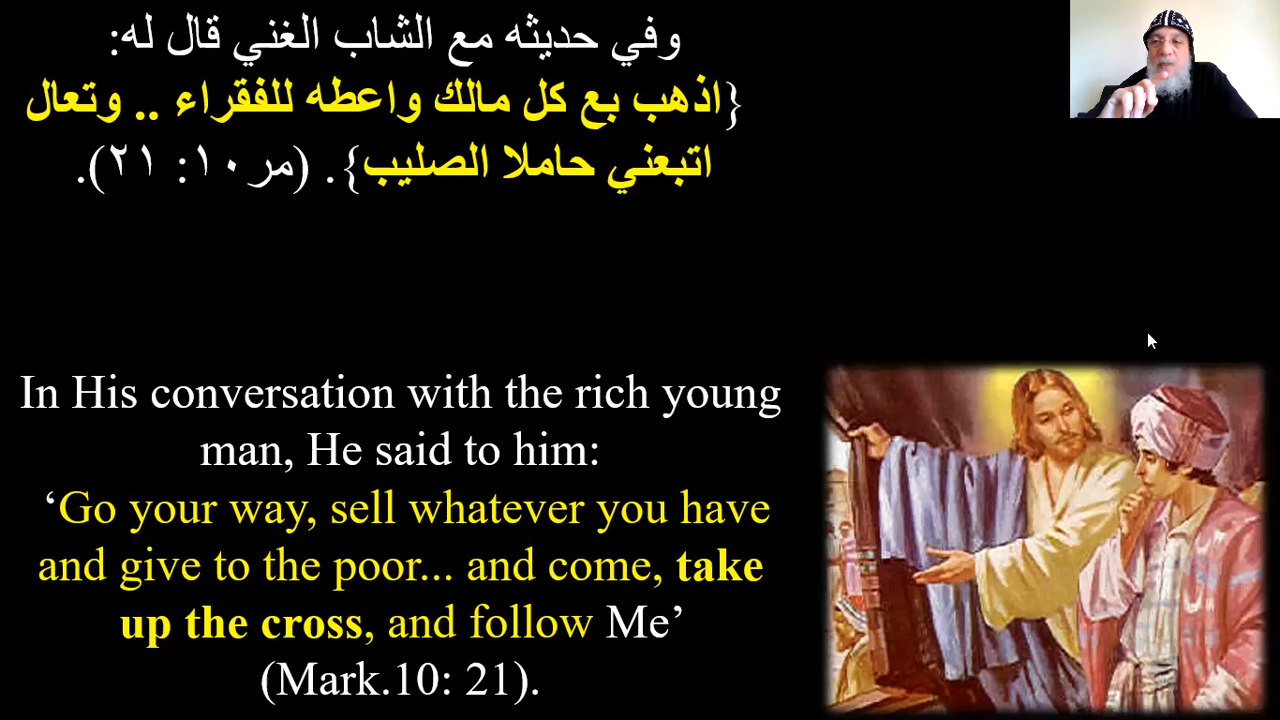 وفي حديثه مع الشاب الغني قال له:
{اذهب بع كل مالك واعطه للفقراء .. وتعال
اتبعني حاملا الصليب}. (مر١٠: ٢١).
In His conversation with the rich young
man, He said to him:
‘Go your way, sell whatever you have
and give to the poor... and come, take
up the cross, and follow Me’
(Mark.10: 21).